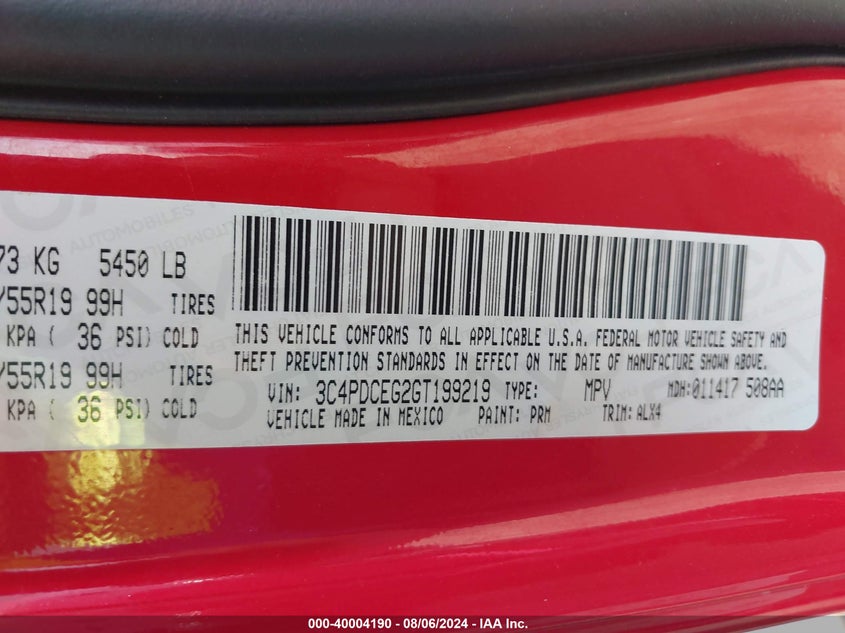 73 KG 5450 LB
/55R19 99H TIRES
KPA ( 36 PSI) COLD
/55R19 99H TIRES
KPA ( 36 PSI) COLD
THIS VEHICLE CONFORMS TO ALL APPLICABLE U.S.A. FEDERAL MOTOR VEHICLE SAFETY AND
THEFT PREVENTION STANDARDS IN EFFECT ON THE DATE OF MANUFACTURE SHOWN ABOVE.
VIN: 3C4PDCEG2GT199219 TYPE: MPV MDH:011417 508AA
VEHICLE MADE IN MEXICO PAINT: PRM TRIM: ALX4
000-40004190 - 08/06/2024 - IAA Inc.